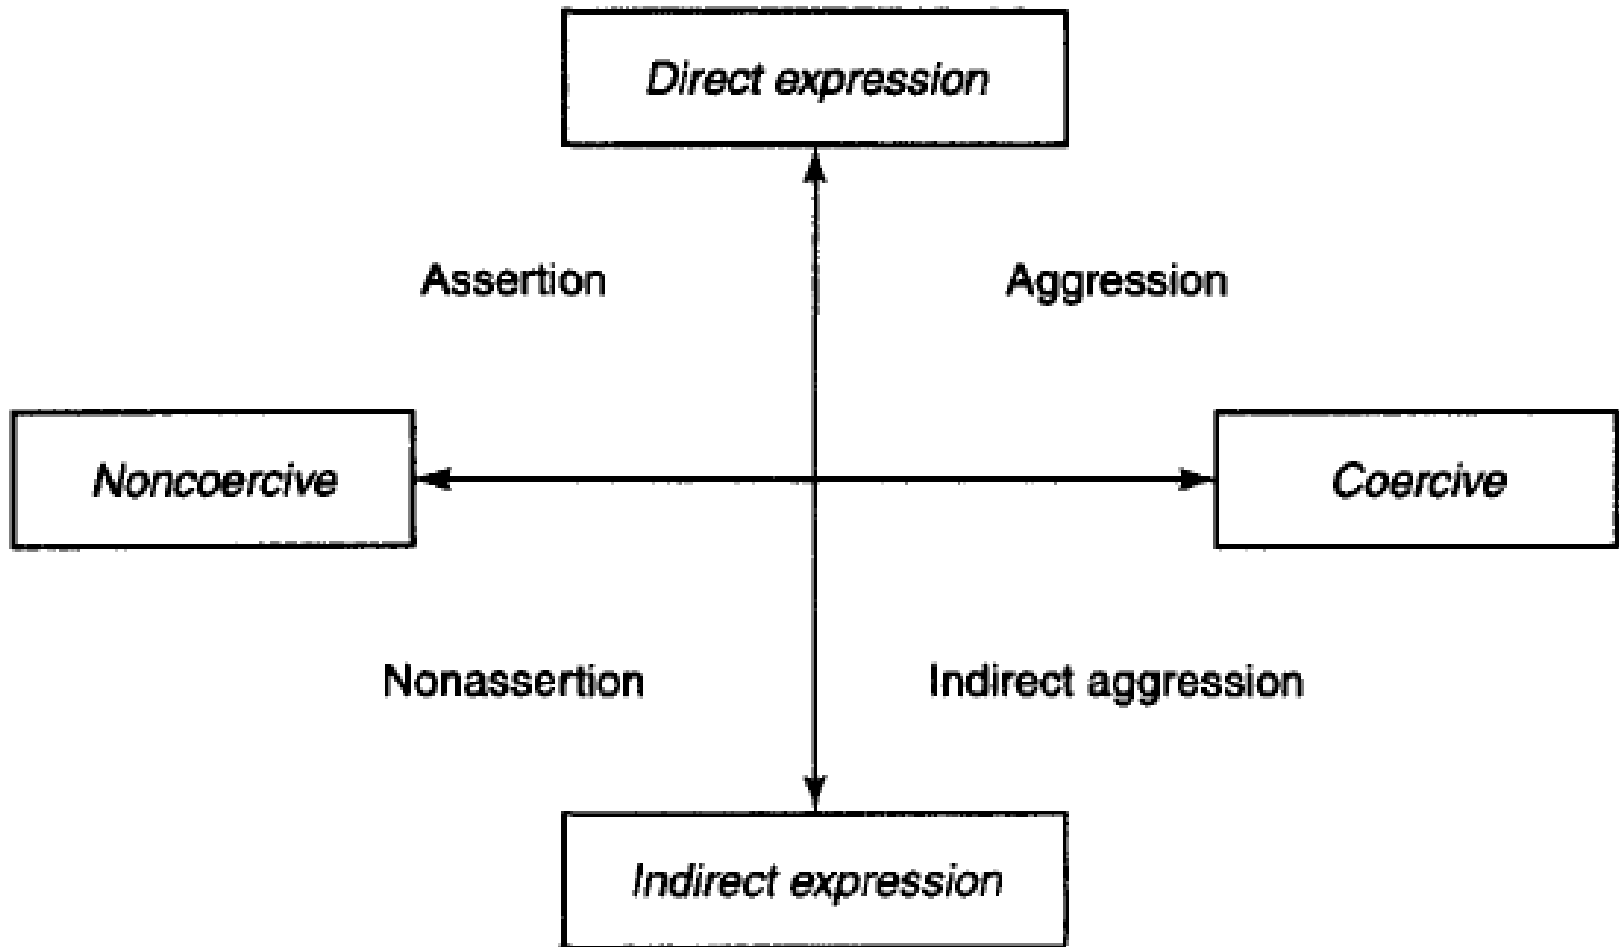 Direct expression
Assertion
Aggression
Noncoercive
Coercive
Nonassertion
Indirect aggression
Indirect expression